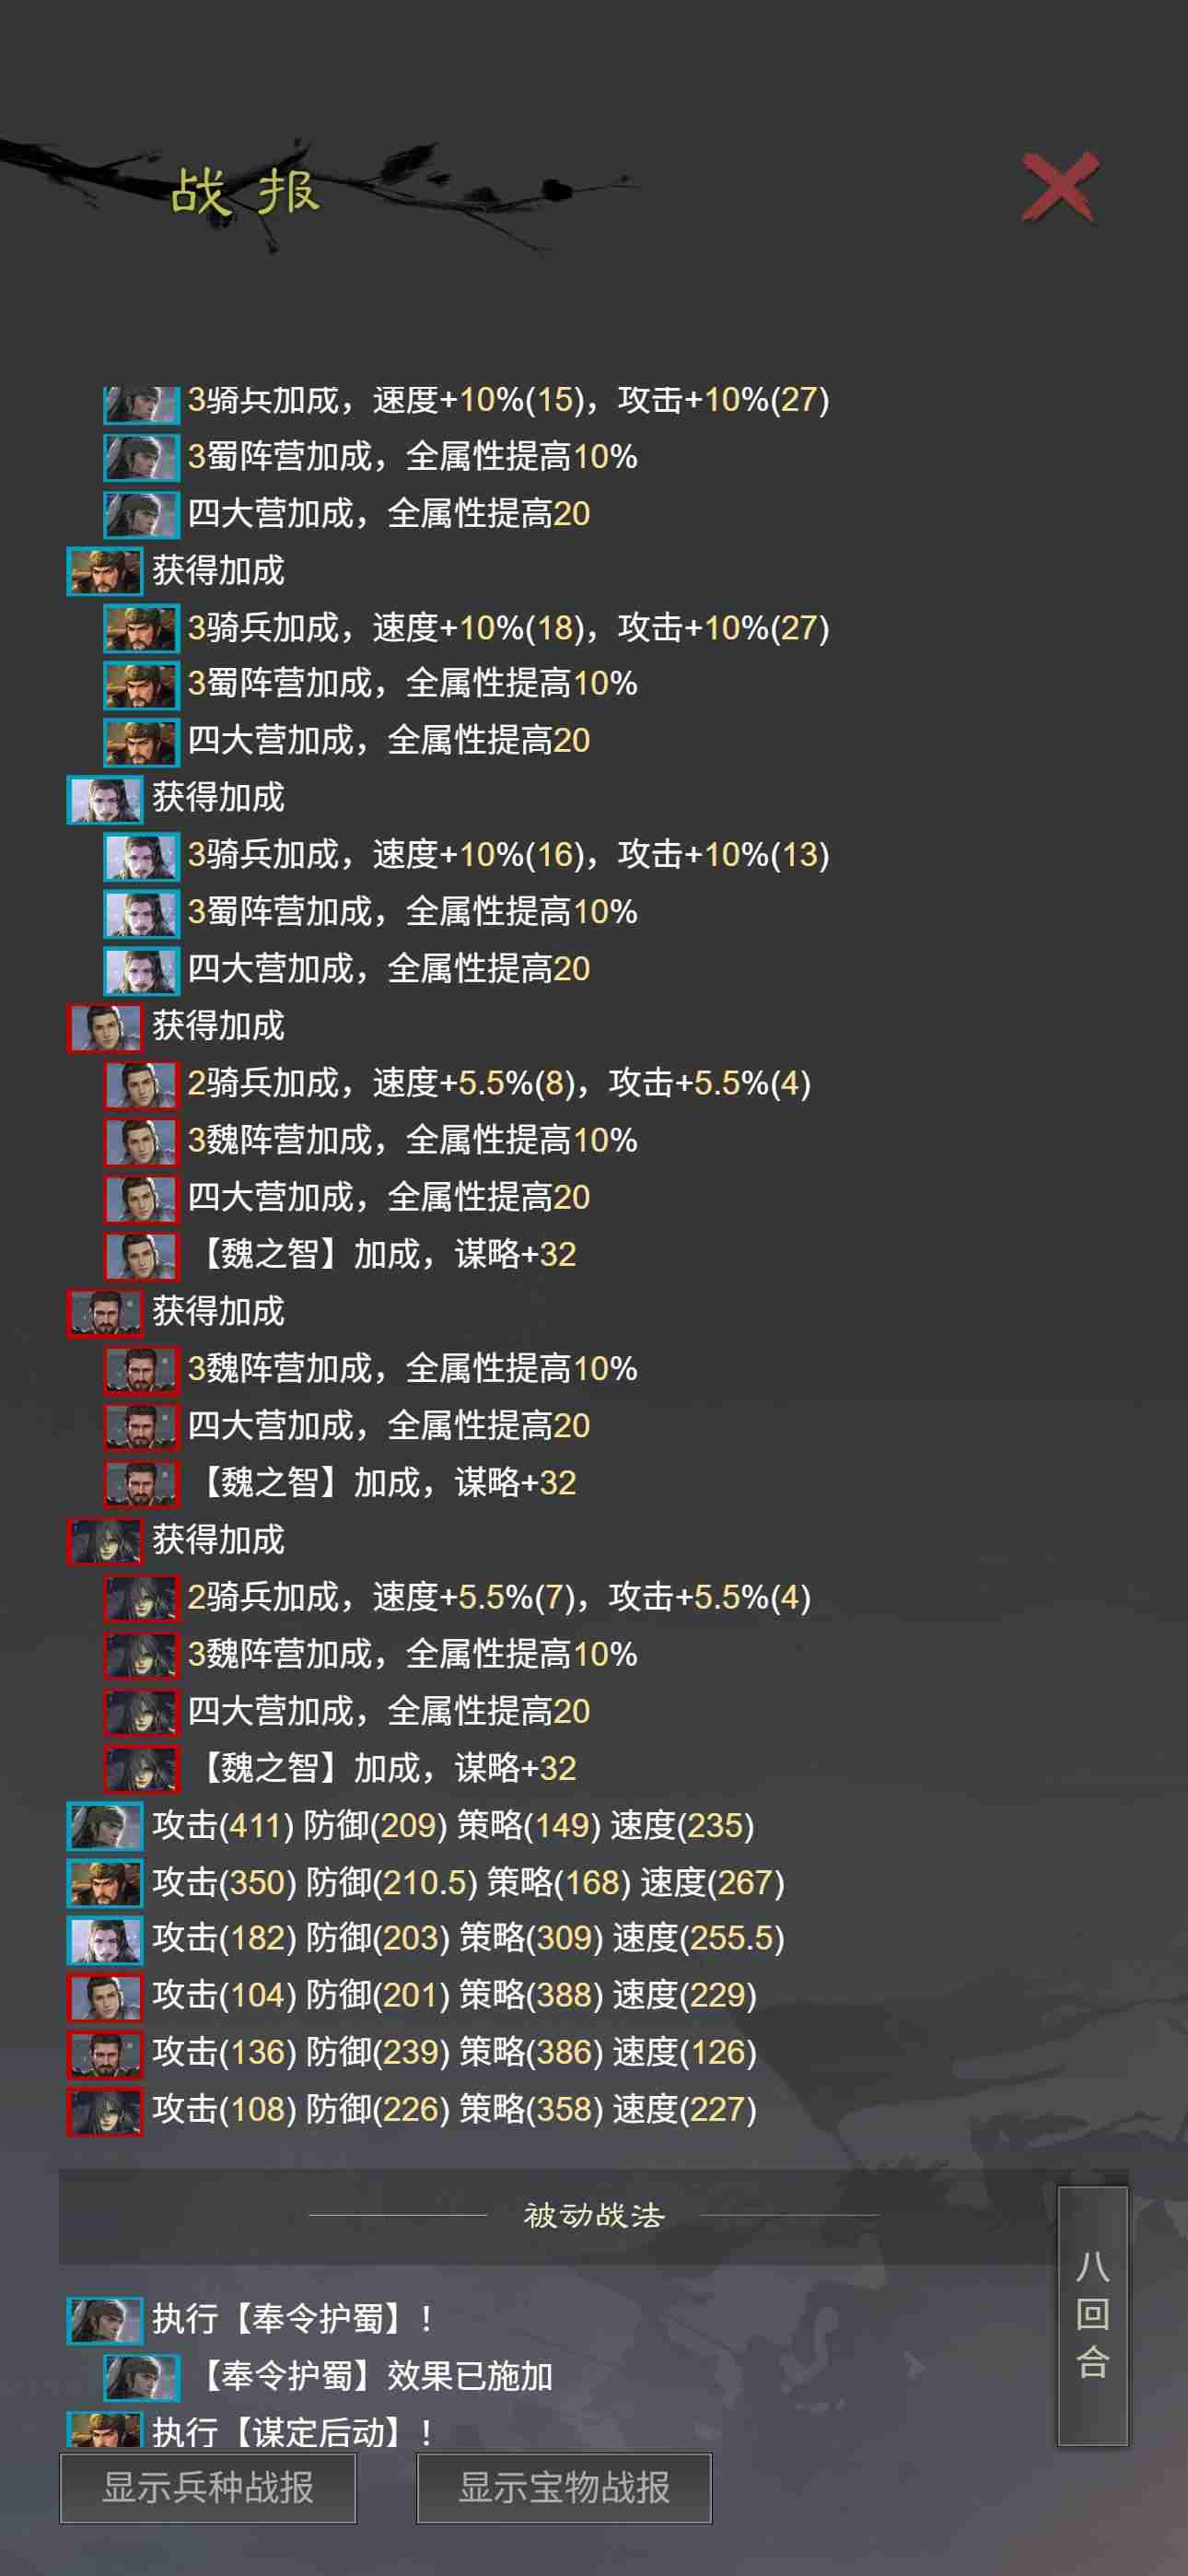 战报
3骑兵加成，速度+10%(15)，攻击+10%(27)
3蜀阵营加成，全属性提高10%
四大营加成，全属性提高20
获得加成
3骑兵加成，速度+10%(18)，攻击+10%(27)
3蜀阵营加成，全属性提高10%
四大营加成，全属性提高20
获得加成
3骑兵加成，速度+10%(16)，攻击+10%(13)
3蜀阵营加成，全属性提高10%
四大营加成，全属性提高20
获得加成
2骑兵加成，速度+5.5%(8)，攻击+5.5%(4)
3魏阵营加成，全属性提高10%
四大营加成，全属性提高20
【魏之智】加成，谋略+32
获得加成
3魏阵营加成，全属性提高10%
四大营加成，全属性提高20
【魏之智】加成，谋略+32
获得加成
2骑兵加成，速度+5.5%(7)，攻击+5.5%(4)
3魏阵营加成，全属性提高10%
四大营加成，全属性提高20
【魏之智】加成，谋略+32
攻击(411) 防御(209) 策略(149) 速度(235)
攻击(350) 防御(210.5) 策略(168) 速度(267)
攻击(182) 防御(203) 策略(309) 速度(255.5)
攻击(104) 防御(201) 策略(388) 速度(229)
攻击(136) 防御(239) 策略(386) 速度(126)
攻击(108) 防御(226) 策略(358) 速度(227)
被动战法
执行【奉令护蜀】！
【奉令护蜀】效果已施加
执行【谋定后动】！
八回合
显示兵种战报
显示宝物战报